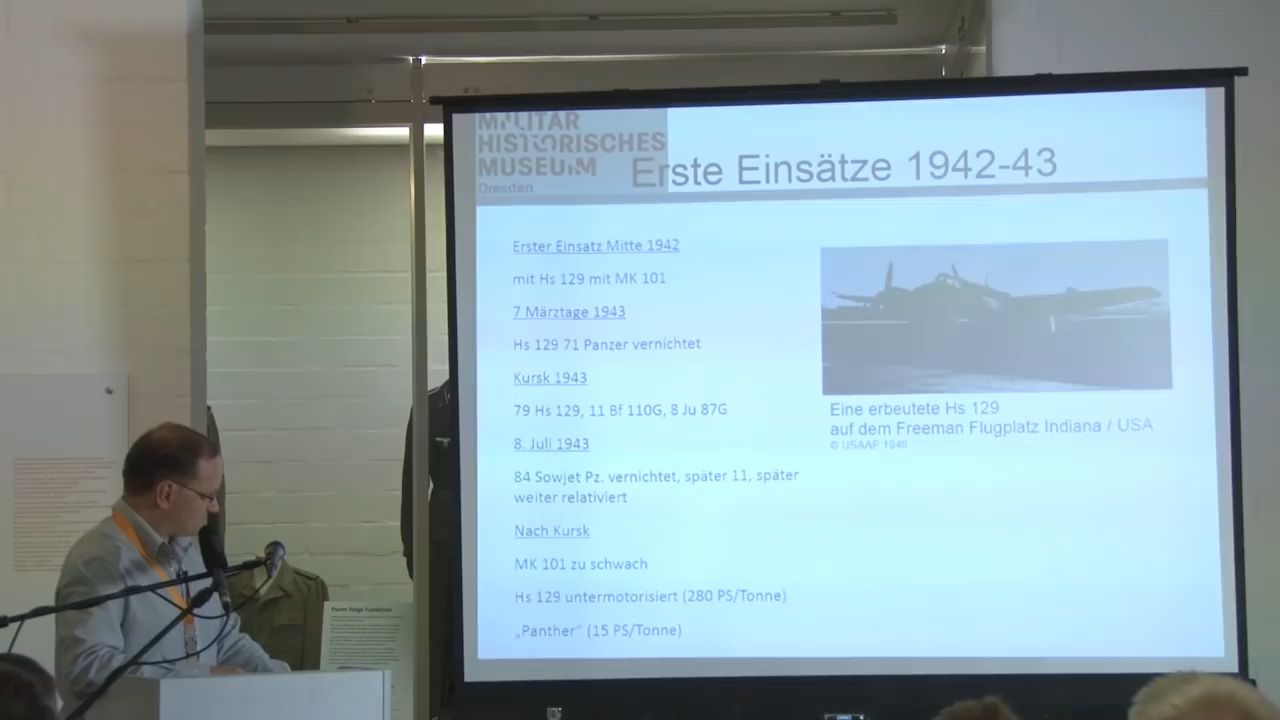 MILITÄR
HISTORISCHES
MUSEUM
Dresden
Erste Einsätze 1942-43
Erster Einsatz Mitte 1942
mit Hs 129 mit MK 101
7 Märztage 1943
Hs 129 71 Panzer vernichtet
Kursk 1943
79 Hs 129, 11 Bf 110G, 8 Ju 87G
8. Juli 1943
84 Sowjet Pz. vernichtet, später 11, später
weiter relativiert
Nach Kursk
MK 101 zu schwach
Hs 129 untermotorisiert (280 PS/Tonne)
„Panther“ (15 PS/Tonne)
Eine erbeutete Hs 129
auf dem Freeman Flugplatz Indiana / USA
© USAAF 1946
Form folgt Funktion